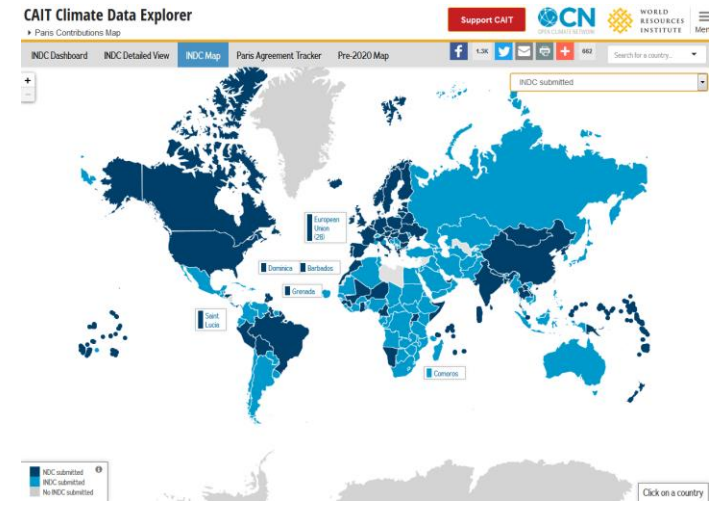 CAIT Climate Data Explorer
Paris Contributions Map
Support CAIT
OCN
OPEN CLIMATE NETWORK
WORLD
RESOURCES
INSTITUTE
Men
INDC Dashboard
INDC Detailed View
INDC Map
Paris Agreement Tracker
Pre-2020 Map
1.3K
662
Search for a country..
+
-
INDC submitted
European
Union
(28)
Dominica
Barbados
Grenada
Saint
Lucia
Comoros
NDC submitted
INDC submitted
No INDC submitted
Click on a country